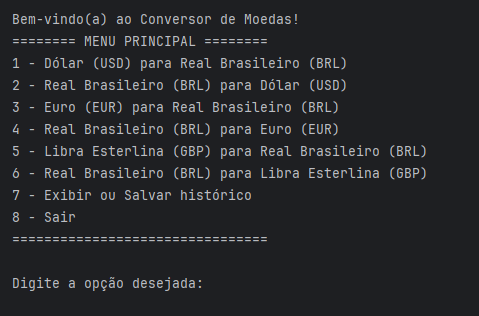 Bem-vindo(a) ao Conversor de Moedas!
======== MENU PRINCIPAL ========
1 - Dólar (USD) para Real Brasileiro (BRL)
2 - Real Brasileiro (BRL) para Dólar (USD)
3 - Euro (EUR) para Real Brasileiro (BRL)
4 - Real Brasileiro (BRL) para Euro (EUR)
5 - Libra Esterlina (GBP) para Real Brasileiro (BRL)
6 - Real Brasileiro (BRL) para Libra Esterlina (GBP)
7 - Exibir ou Salvar histórico
8 - Sair
================================
Digite a opção desejada: